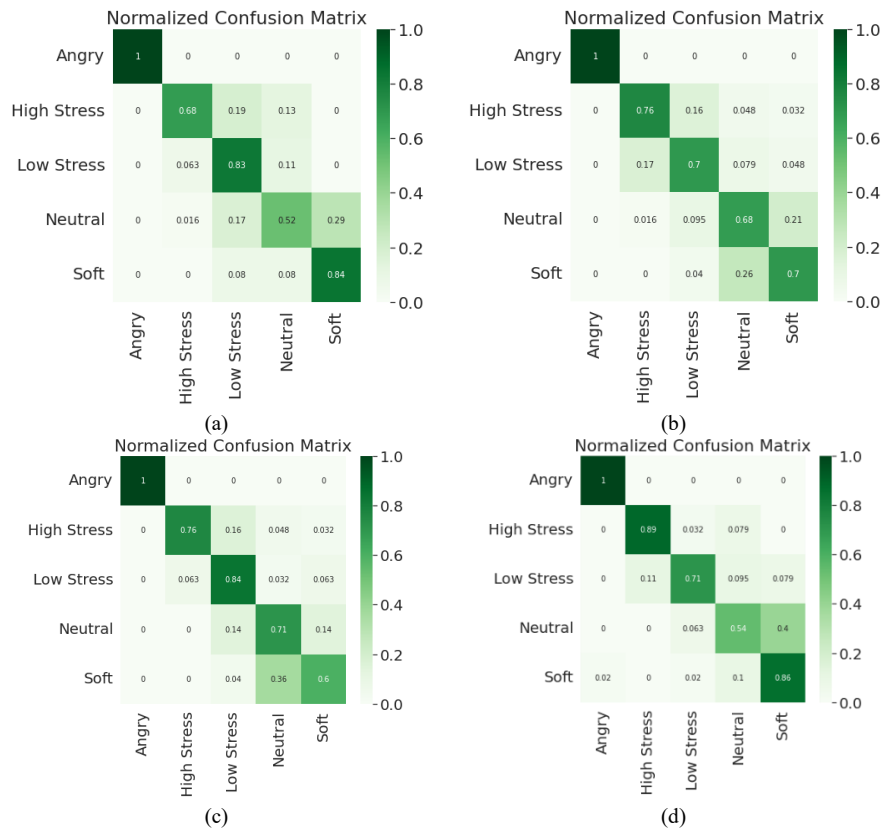 Normalized Confusion Matrix
Angry 1 0 0 0 0
High Stress 0 0.68 0.19 0.13 0
Low Stress 0 0.063 0.83 0.11 0
Neutral 0 0.016 0.17 0.52 0.29
Soft 0 0 0.08 0.08 0.84
Angry High Stress Low Stress Neutral Soft
1.0
0.8
0.6
0.4
0.2
0.0
(a)
Normalized Confusion Matrix
Angry 1 0 0 0 0
High Stress 0 0.76 0.16 0.048 0.032
Low Stress 0 0.17 0.7 0.079 0.048
Neutral 0 0.016 0.095 0.68 0.21
Soft 0 0 0.04 0.26 0.7
Angry High Stress Low Stress Neutral Soft
1.0
0.8
0.6
0.4
0.2
0.0
(b)
Normalized Confusion Matrix
Angry 1 0 0 0 0
High Stress 0 0.76 0.16 0.048 0.032
Low Stress 0 0.063 0.84 0.032 0.063
Neutral 0 0 0.14 0.71 0.14
Soft 0 0 0.04 0.36 0.6
Angry High Stress Low Stress Neutral Soft
1.0
0.8
0.6
0.4
0.2
0.0
(c)
Normalized Confusion Matrix
Angry 1 0 0 0 0
High Stress 0 0.89 0.032 0.079 0
Low Stress 0 0.11 0.71 0.095 0.079
Neutral 0 0 0.063 0.54 0.4
Soft 0.02 0 0.02 0.1 0.86
Angry High Stress Low Stress Neutral Soft
1.0
0.8
0.6
0.4
0.2
0.0
(d)